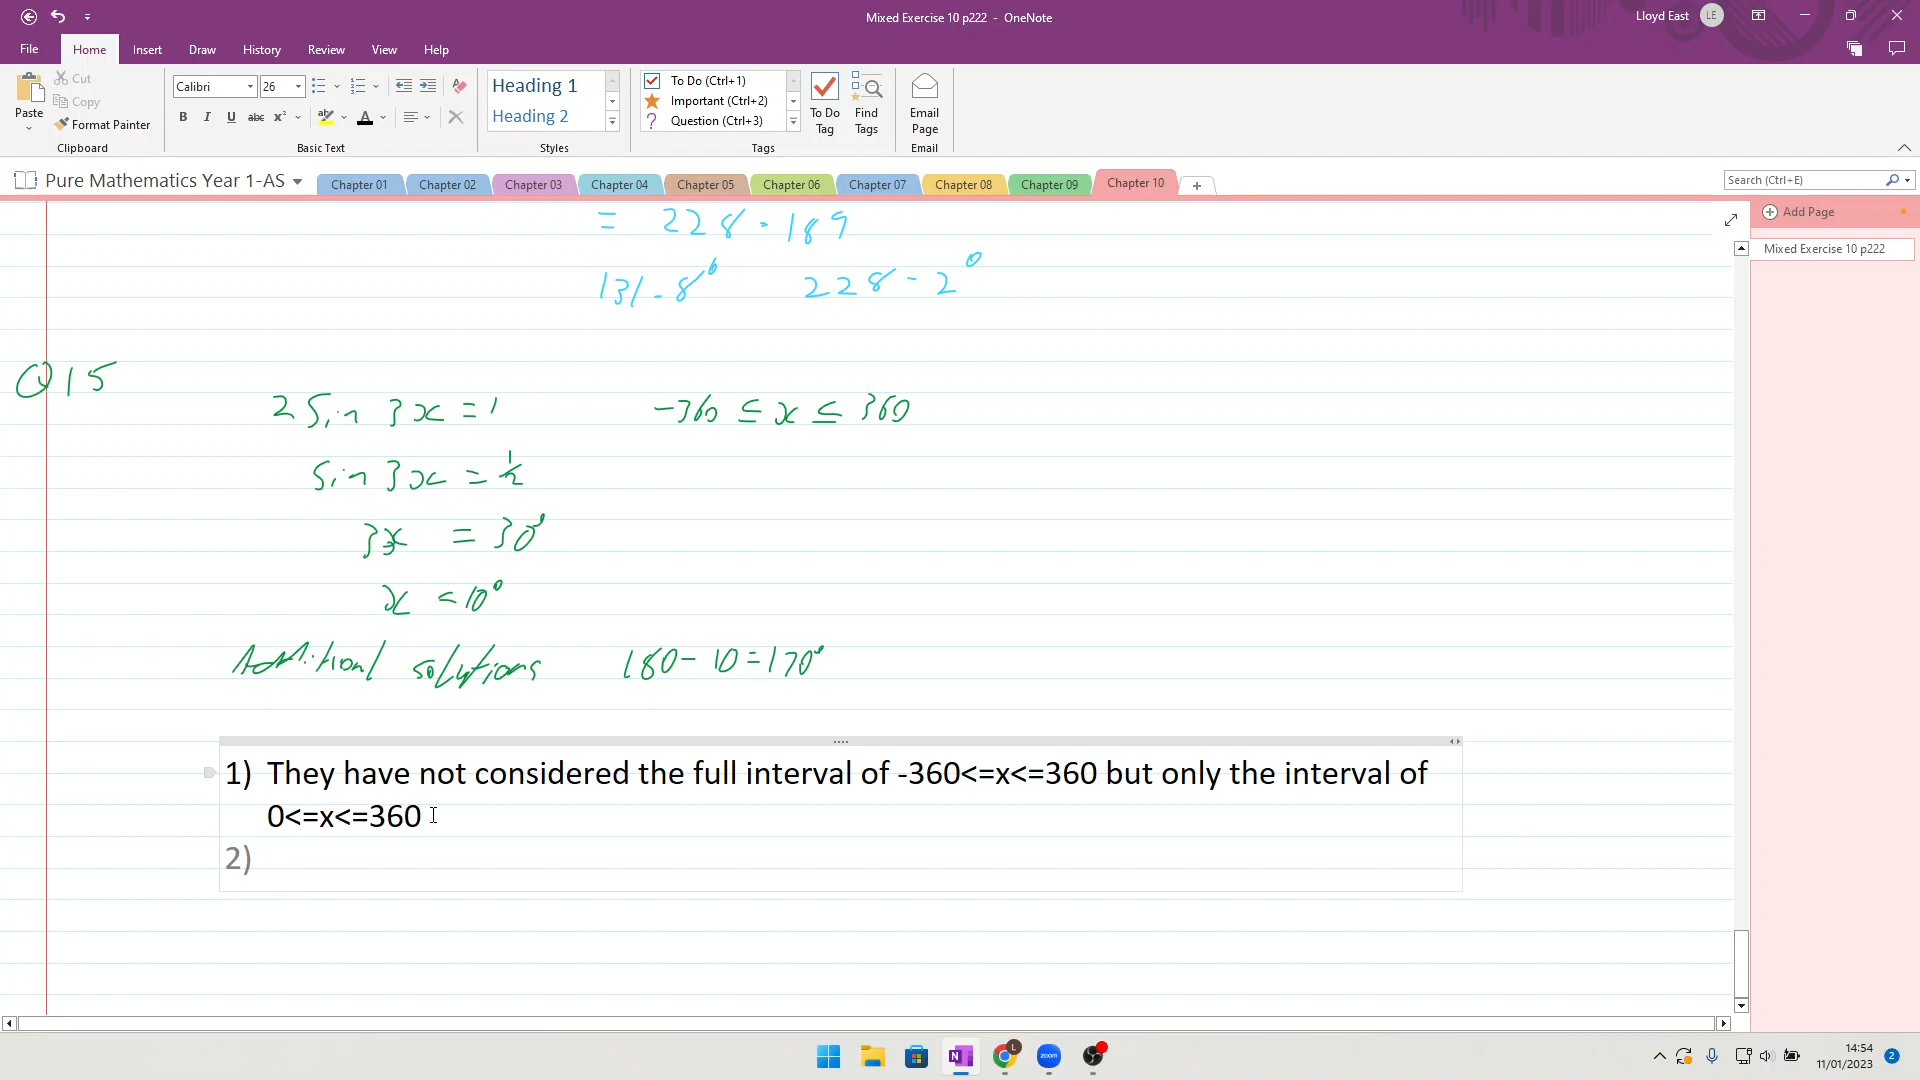 Mixed Exercise 10 p222 - OneNote
Lloyd East LE
File Home Insert Draw History Review View Help
Cut
Copy
Format Painter
Paste
Clipboard
Calibri 26
B I U abc x² A
Basic Text
Heading 1
Heading 2
Styles
To Do (Ctrl+1)
Important (Ctrl+2)
Question (Ctrl+3)
To Do Tag
Find Tags
Tags
Email Page
Email
Pure Mathematics Year 1-AS Chapter 01 Chapter 02 Chapter 03 Chapter 04 Chapter 05 Chapter 06 Chapter 07 Chapter 08 Chapter 09 Chapter 10
Search (Ctrl+E)
Add Page
Mixed Exercise 10 p222
= 228.189
131.8° 228.2°
Q15
2 Sin 3x = 1 -360 ≤ x ≤ 360
Sin 3x = ½
3x = 30°
x = 10°
Additional solutions 180 - 10 = 170°
1) They have not considered the full interval of -360<=x<=360 but only the interval of
0<=x<=360
2)
zoom
L
14:54
11/01/2023
2